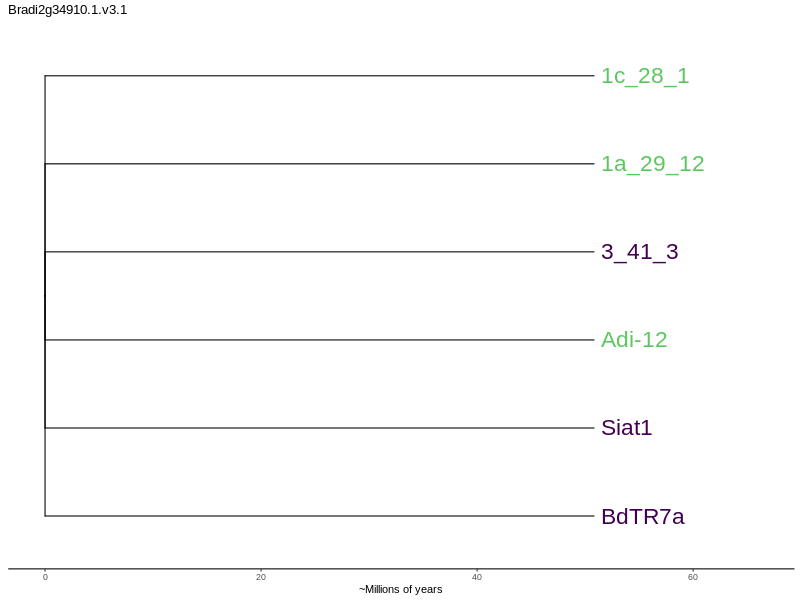 Bradi2g34910.1.v3.1
1c_28_1
1a_29_12
3_41_3
Adi-12
Siat1
BdTR7a
0 20 40 60
~Millions of years